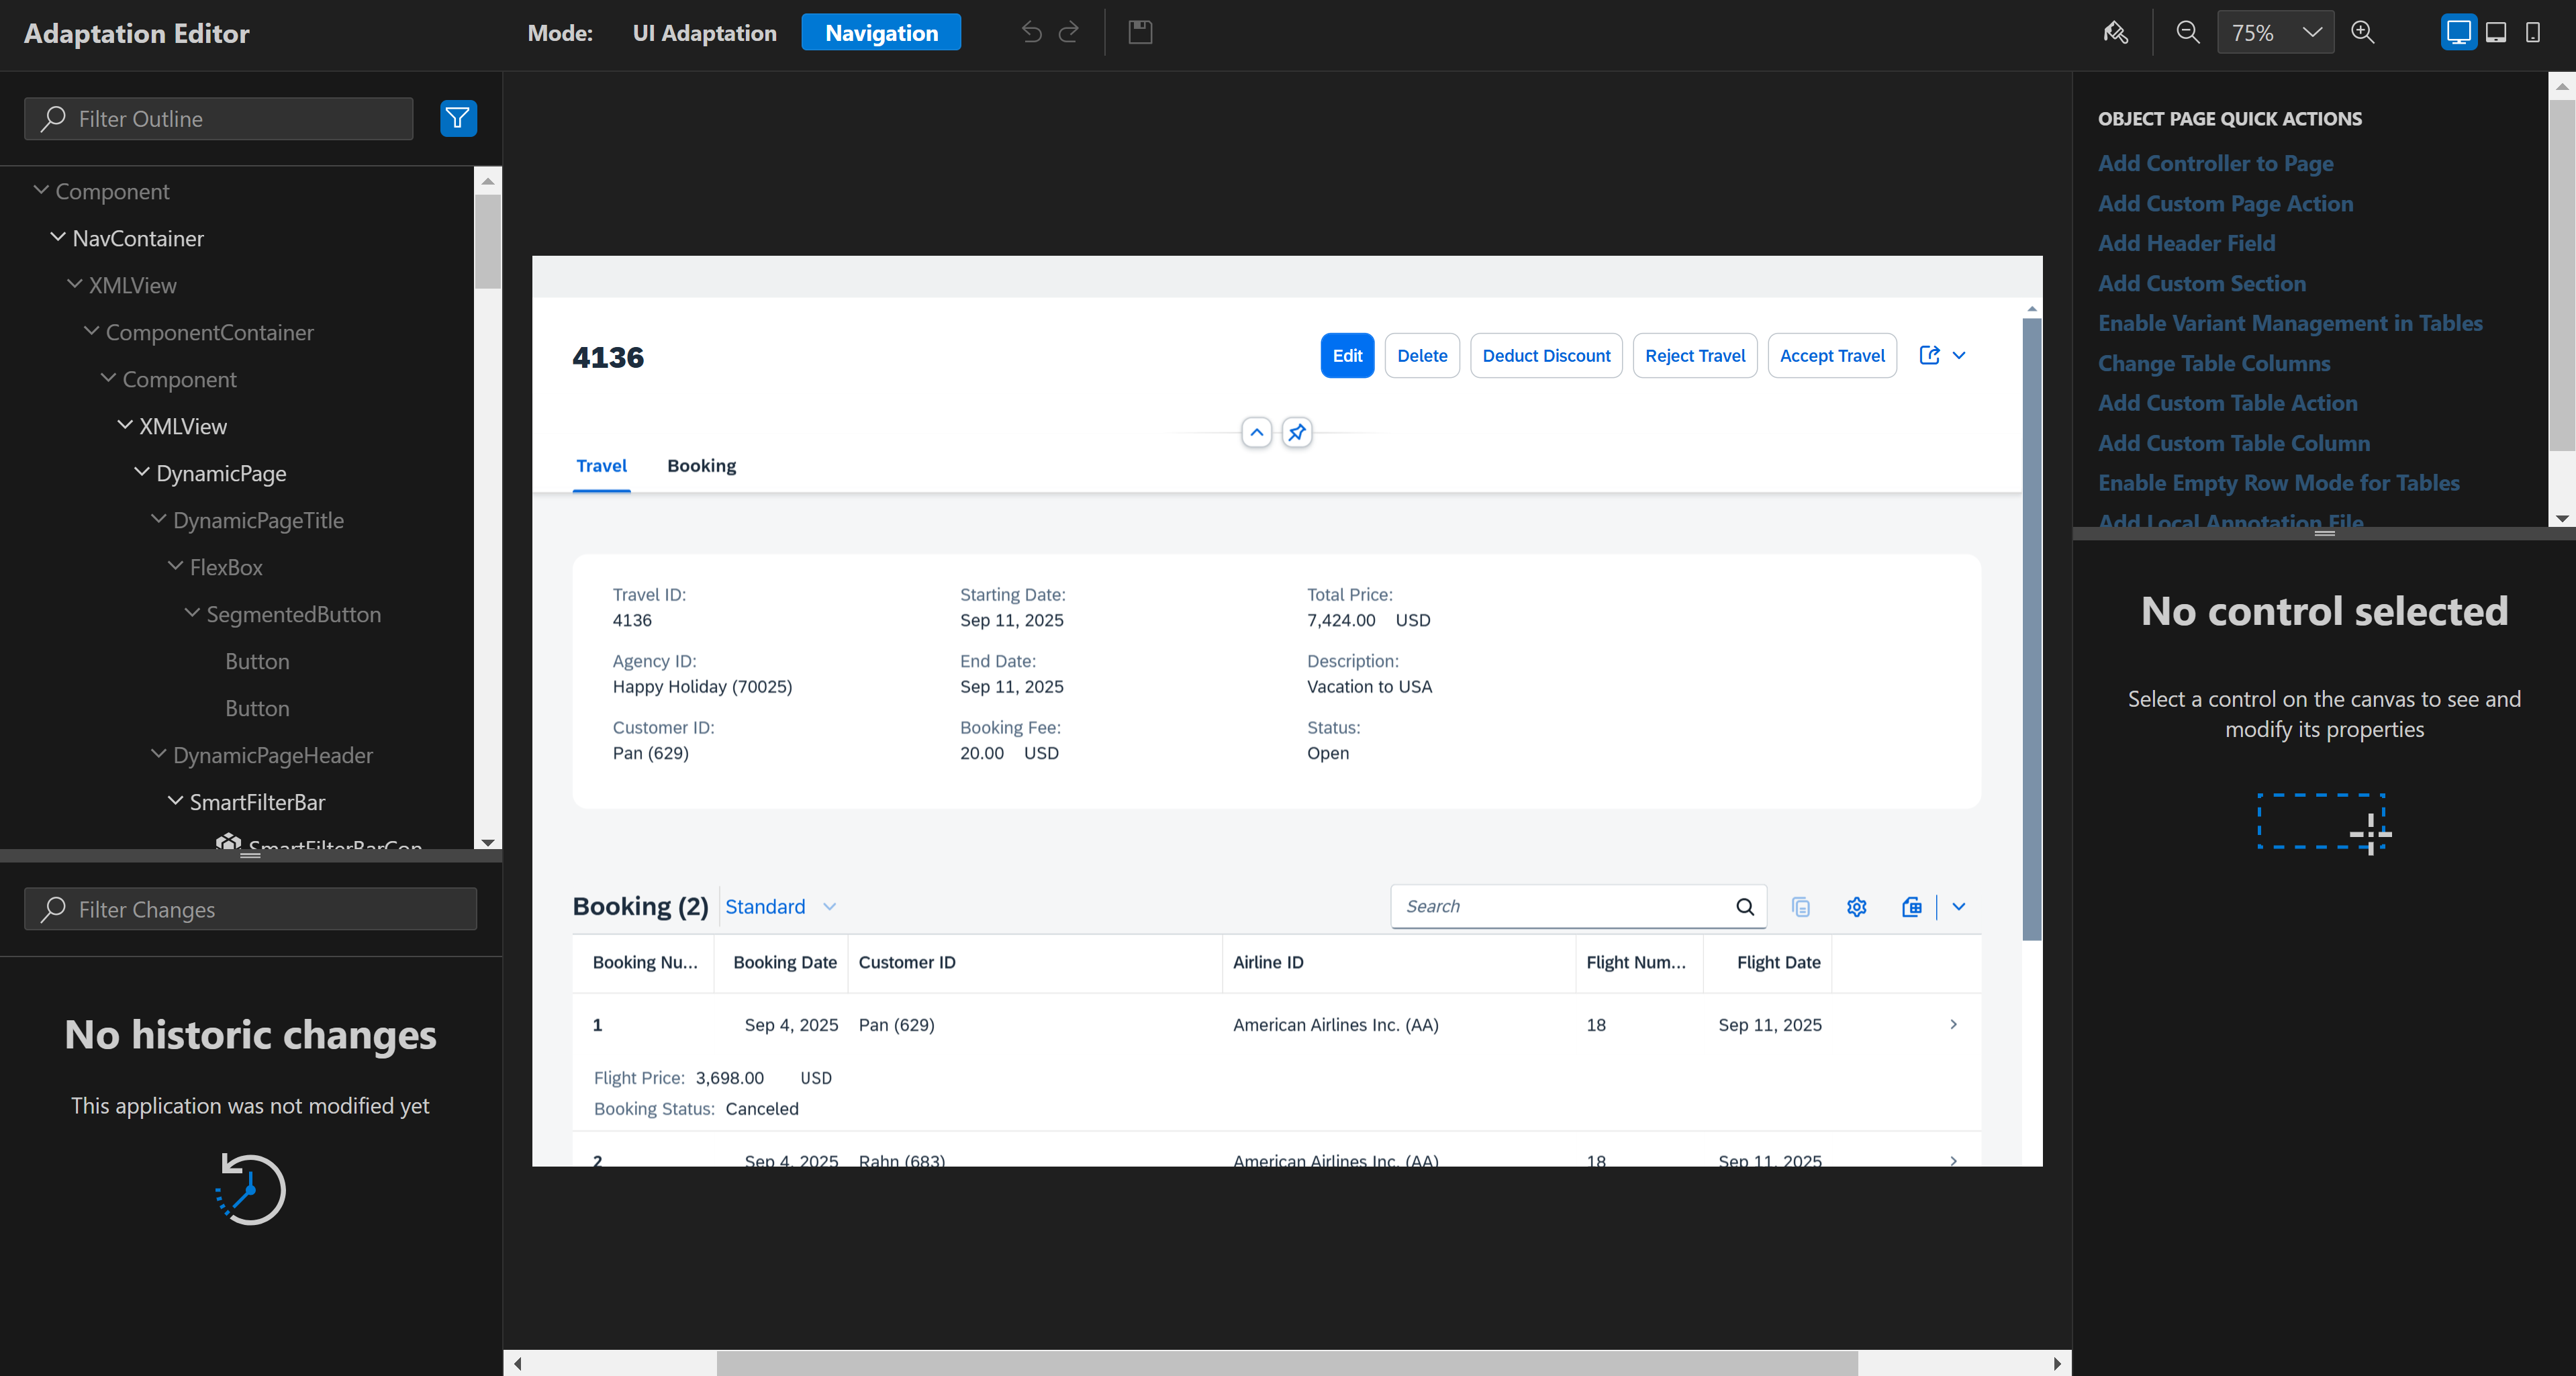 Adaptation Editor
Mode: UI Adaptation Navigation
75%
Filter Outline
Component
NavContainer
XMLView
ComponentContainer
Component
XMLView
DynamicPage
DynamicPageTitle
FlexBox
SegmentedButton
Button
Button
DynamicPageHeader
SmartFilterBar
SmartFilterBarCon
Filter Changes
No historic changes
This application was not modified yet
4136
Edit Delete Deduct Discount Reject Travel Accept Travel
Travel Booking
Travel ID: Starting Date: Total Price:
4136 Sep 11, 2025 7,424.00 USD
Agency ID: End Date: Description:
Happy Holiday (70025) Sep 11, 2025 Vacation to USA
Customer ID: Booking Fee: Status:
Pan (629) 20.00 USD Open
Booking (2) Standard Search
Booking Nu... Booking Date Customer ID Airline ID Flight Num... Flight Date
1 Sep 4, 2025 Pan (629) American Airlines Inc. (AA) 18 Sep 11, 2025
Flight Price: 3,698.00 USD
Booking Status: Canceled
2 Sep 4, 2025 Rahn (683) American Airlines Inc. (AA) 18 Sep 11, 2025
OBJECT PAGE QUICK ACTIONS
Add Controller to Page
Add Custom Page Action
Add Header Field
Add Custom Section
Enable Variant Management in Tables
Change Table Columns
Add Custom Table Action
Add Custom Table Column
Enable Empty Row Mode for Tables
Add Local Annotation File
No control selected
Select a control on the canvas to see and
modify its properties